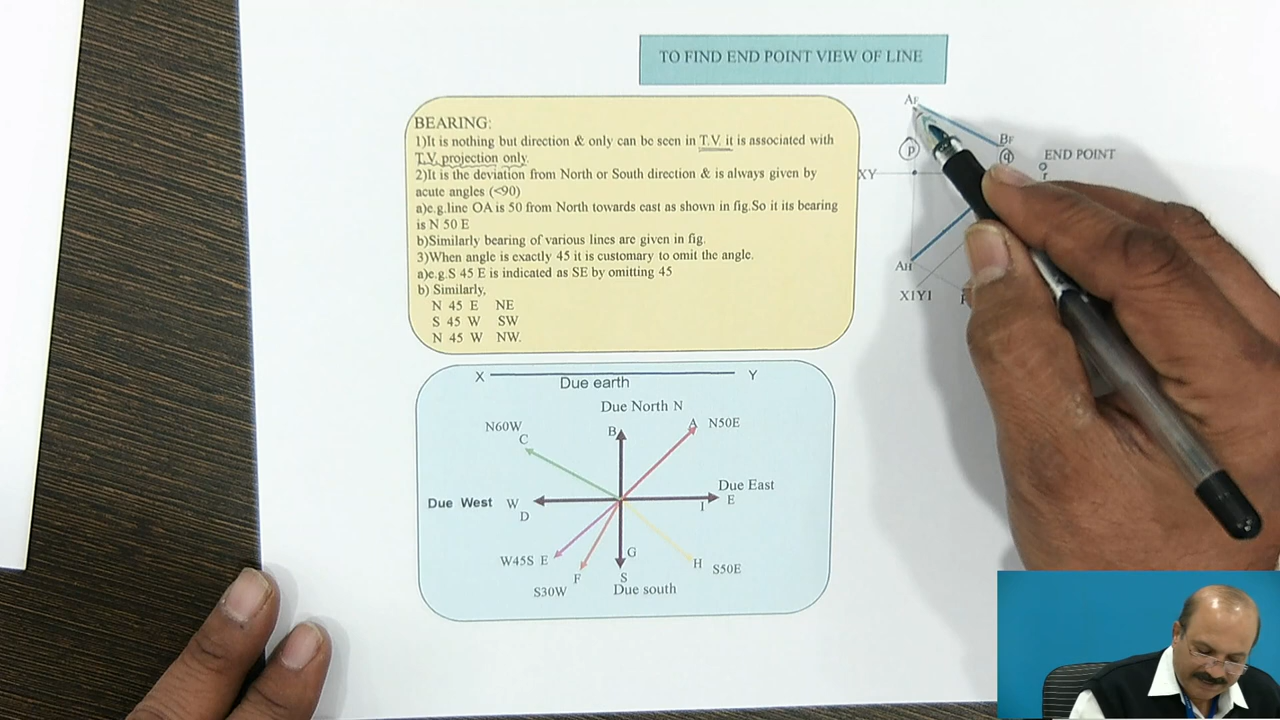 TO FIND END POINT VIEW OF LINE
BEARING:
1)It is nothing but direction & only can be seen in T.V. it is associated with
T.V. projection only.
2)It is the deviation from North or South direction & is always given by
acute angles (<90)
a)e.g.line OA is 50 from North towards cast as shown in fig.So it its bearing
is N 50 E
b)Similarly bearing of various lines are given in fig.
3)When angle is exactly 45 it is customary to omit the angle.
a)e.g.S 45 E is indicated as SE by omitting 45
b) Similarly,
N 45 E NE
S 45 W SW
N 45 W NW.
AF
BF
P
q
END POINT
XY
AH
X1Y1
X Y
Due earth
Due North N
N60W
C
B
A N50E
Due East
Due West W
I E
D
W45S E
G
H S50E
F
S
S30W
Due south